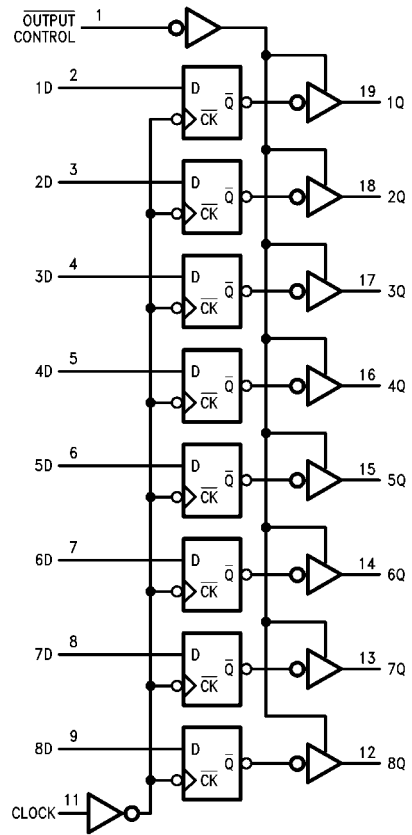 OUTPUT CONTROL 1
1D 2 D Q CK 19 1Q
2D 3 D Q CK 18 2Q
3D 4 D Q CK 17 3Q
4D 5 D Q CK 16 4Q
5D 6 D Q CK 15 5Q
6D 7 D Q CK 14 6Q
7D 8 D Q CK 13 7Q
8D 9 D Q CK 12 8Q
CLOCK 11